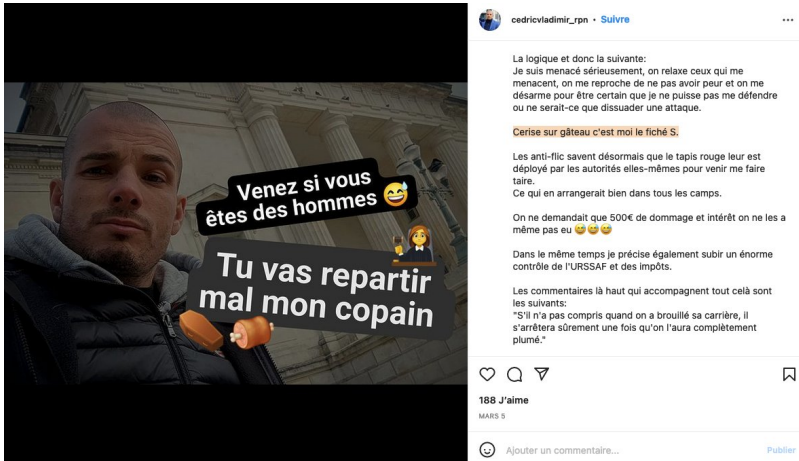 cedricvladimir_rpn • Suivre
La logique et donc la suivante:
Je suis menacé sérieusement, on relaxe ceux qui me
menacent, on me reproche de ne pas avoir peur et on me
désarme pour être certain que je ne puisse pas me défendre
ou ne serait-ce que dissuader une attaque.
Cerise sur gâteau c'est moi le fiché S.
Les anti-flic savent désormais que le tapis rouge leur est
déployé par les autorités elles-mêmes pour venir me faire
taire.
Ce qui en arrangerait bien dans tous les camps.
On ne demandait que 500€ de dommage et intérêt on ne les a
même pas eu 😅😅😅
Dans le même temps je précise également subir un énorme
contrôle de l'URSSAF et des impôts.
Les commentaires là haut qui accompagnent tout celà sont
les suivants:
"S'il n'a pas compris quand on a brouillé sa carrière, il
s'arrêtera sûrement une fois qu'on l'aura complètement
plumé."
188 J'aime
MARS 5
Ajouter un commentaire... Publier
Venez si vous
êtes des hommes 😅
Tu vas repartir
mal mon copain